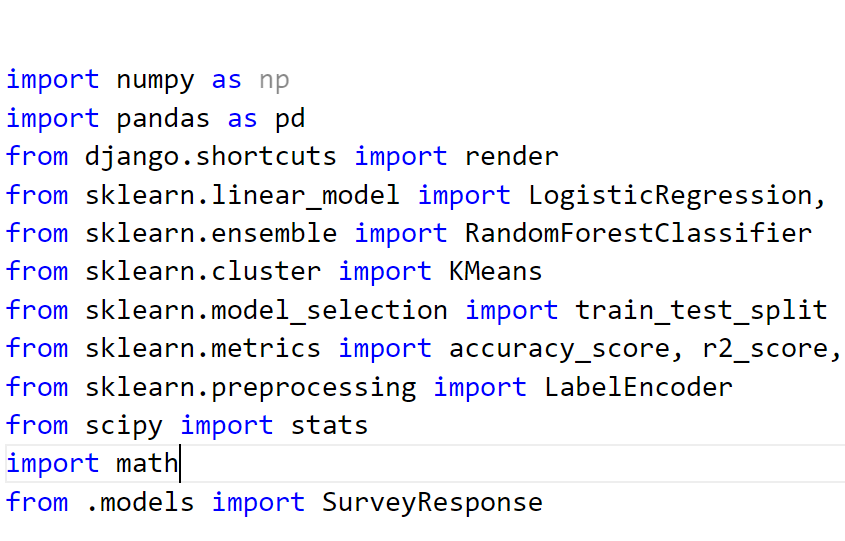 import numpy as np
import pandas as pd
from django.shortcuts import render
from sklearn.linear_model import LogisticRegression,
from sklearn.ensemble import RandomForestClassifier
from sklearn.cluster import KMeans
from sklearn.model_selection import train_test_split
from sklearn.metrics import accuracy_score, r2_score,
from sklearn.preprocessing import LabelEncoder
from scipy import stats
import math
from .models import SurveyResponse